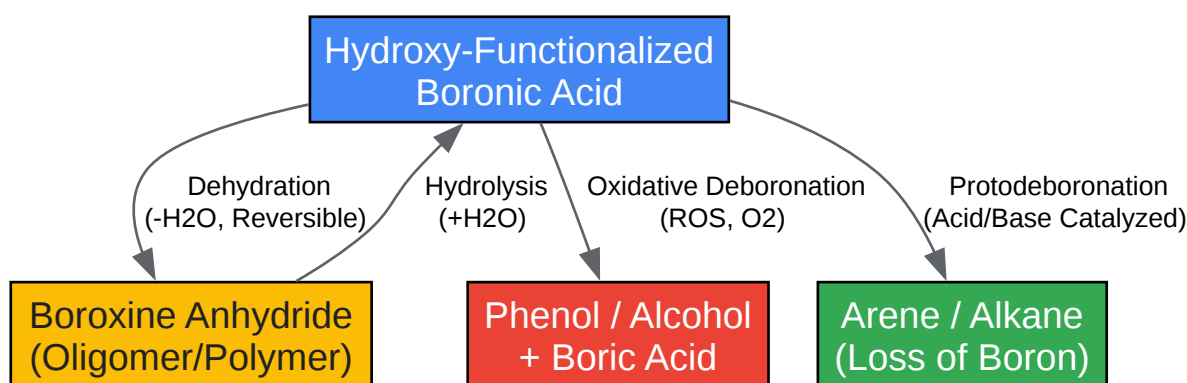 Hydroxy-Functionalized
Boronic Acid
Dehydration
(-H2O, Reversible)
Hydrolysis
(+H2O)
Oxidative Deboronation
(ROS, O2)
Protodeboronation
(Acid/Base Catalyzed)
Boroxine Anhydride
(Oligomer/Polymer)
Phenol / Alcohol
+ Boric Acid
Arene / Alkane
(Loss of Boron)